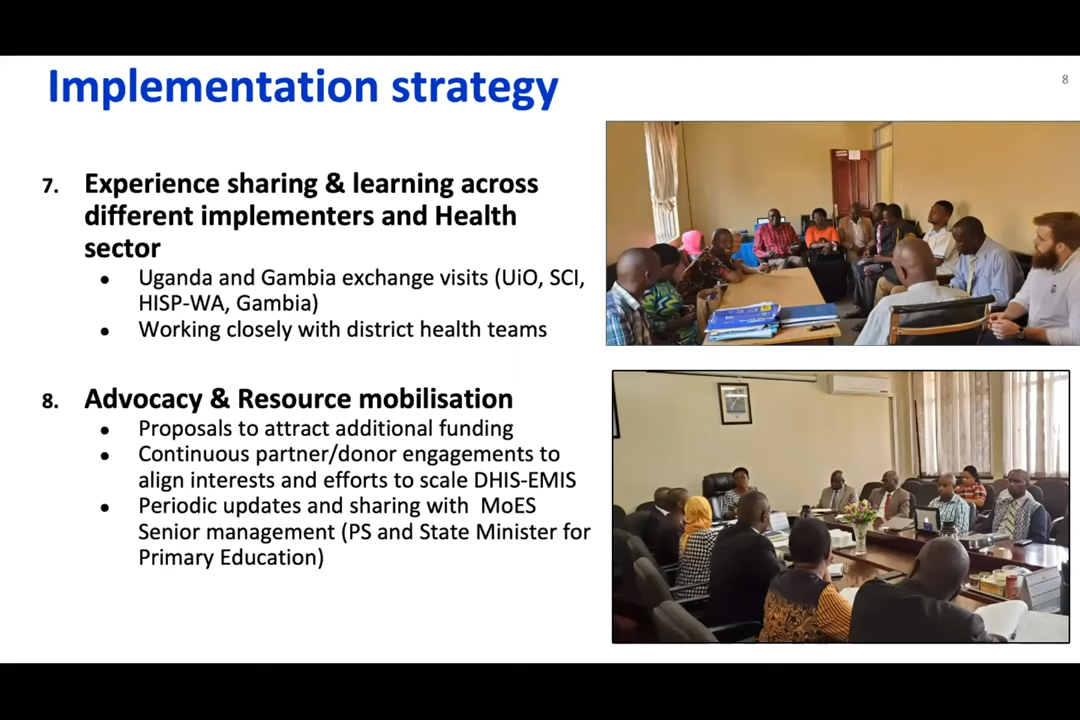 Implementation strategy
8
7. Experience sharing & learning across
different implementers and Health
sector
• Uganda and Gambia exchange visits (UiO, SCI,
HISP-WA, Gambia)
• Working closely with district health teams
8. Advocacy & Resource mobilisation
• Proposals to attract additional funding
• Continuous partner/donor engagements to
align interests and efforts to scale DHIS-EMIS
• Periodic updates and sharing with MoES
Senior management (PS and State Minister for
Primary Education)